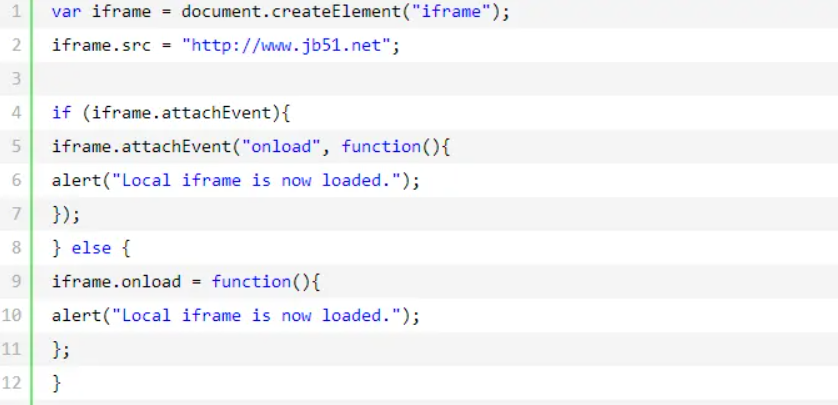 1 var iframe = document.createElement("iframe");
2 iframe.src = "http://www.jb51.net";
3
4 if (iframe.attachEvent){
5 iframe.attachEvent("onload", function(){
6 alert("Local iframe is now loaded.");
7 });
8 } else {
9 iframe.onload = function(){
10 alert("Local iframe is now loaded.");
11 };
12 }